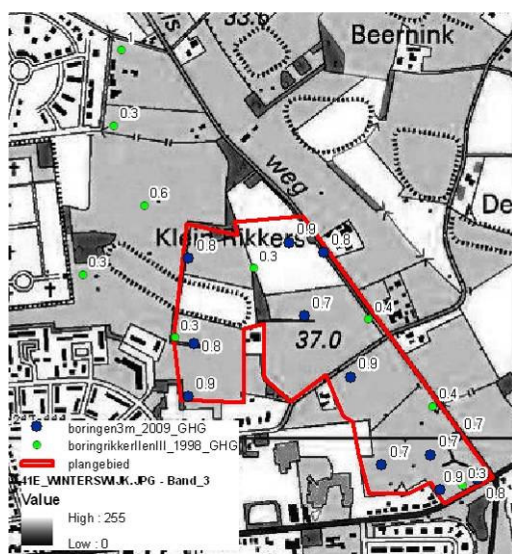 33.6
Beernink
1
0.3
weg
0.6
De
0.9
Klein Rikkers
0.8
0.8
0.3
0.3
0.7
0.4
0.3
37.0
0.8
0.9
0.9
0.4
0.7
boringen3m_2009_GHG
boringrikkerIIenIII_1998_GHG
plangebied
0.7
0.7
41E_WINTERSWIJK.JPG - Band_3
0.3
0.9
Value
0.8
High : 255
Low : 0